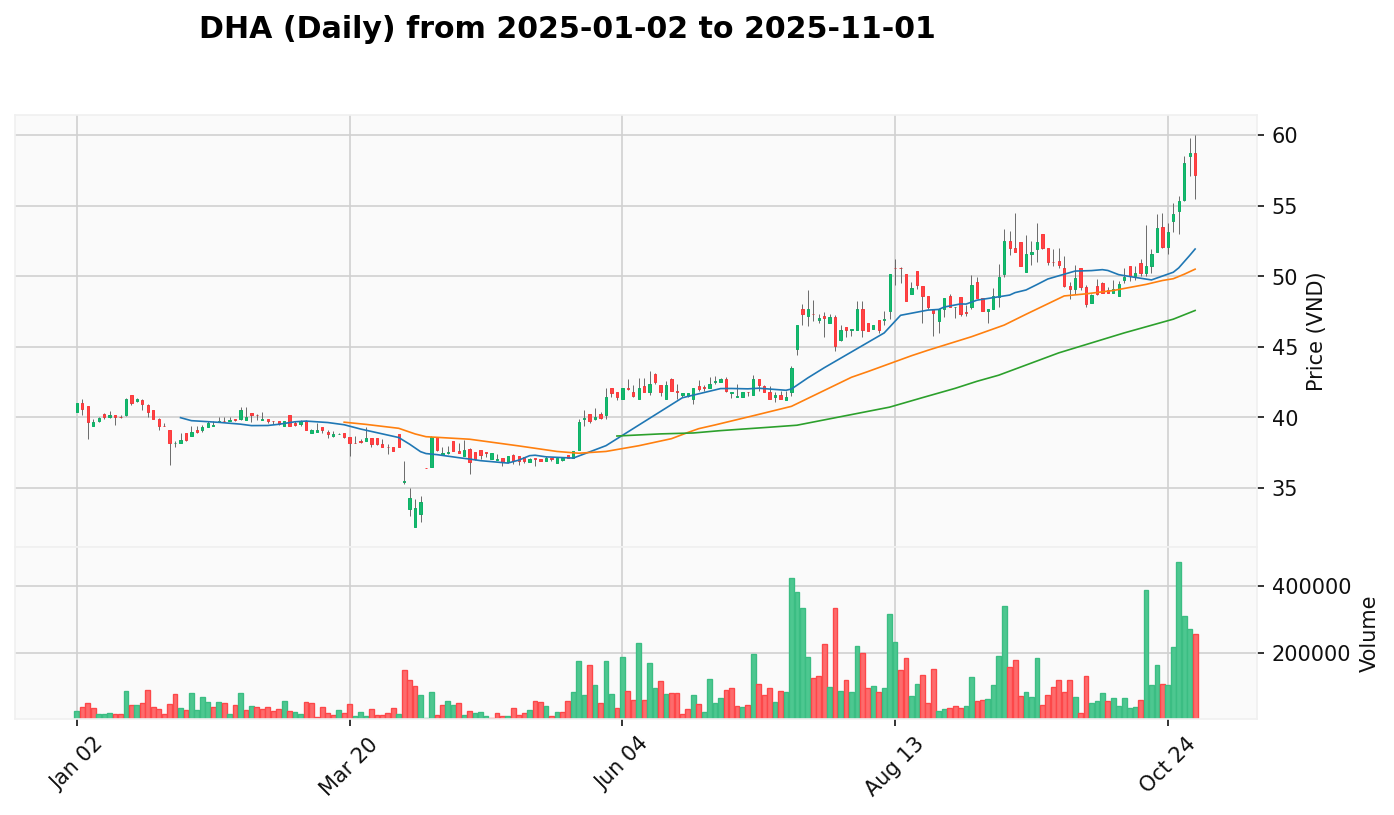 DHA (Daily) from 2025-01-02 to 2025-11-01
60
55
50
45
40
35
Price (VND)
400000
200000
Volume
Jan 02
Mar 20
Jun 04
Aug 13
Oct 24